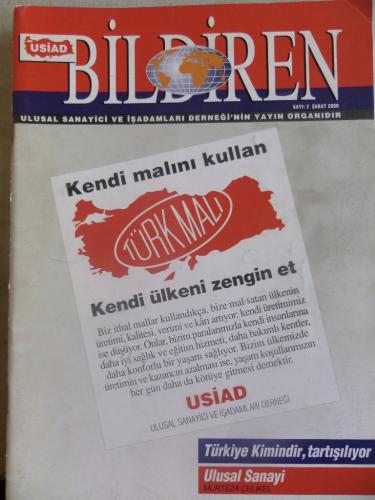 USİAD
BİLDİREN
SAYI: 2 ŞUBAT 2000
ULUSAL SANAYİCİ VE İŞADAMLARI DERNEĞİ'NİN YAYIN ORGANIDIR
Kendi malını kullan
TÜRK MALI
Kendi ülkeni zengin et
Biz ithal mallar kullandıkça, bize mal satan ülkenin
üretimi, kalitesi, verimi ve kârı artıyor; kendi üretimimiz
ise düşüyor. Onlar, bizim paralarımızla kendi insanlarına
daha iyi sağlık ve eğitim hizmeti, daha bakımlı kentler,
daha konforlu bir yaşam sağlıyor. Bizim ülkemizde
üretimin ve kazancın azalması ise, yaşam koşullarımızın
her gün daha da kötüye gitmesi demektir.
USİAD
ULUSAL SANAYİCİ VE İŞADAMLARI DERNEĞİ
Türkiye Kimindir, tartışılıyor
Ulusal Sanayi
MURTEZA ÇELİKEL